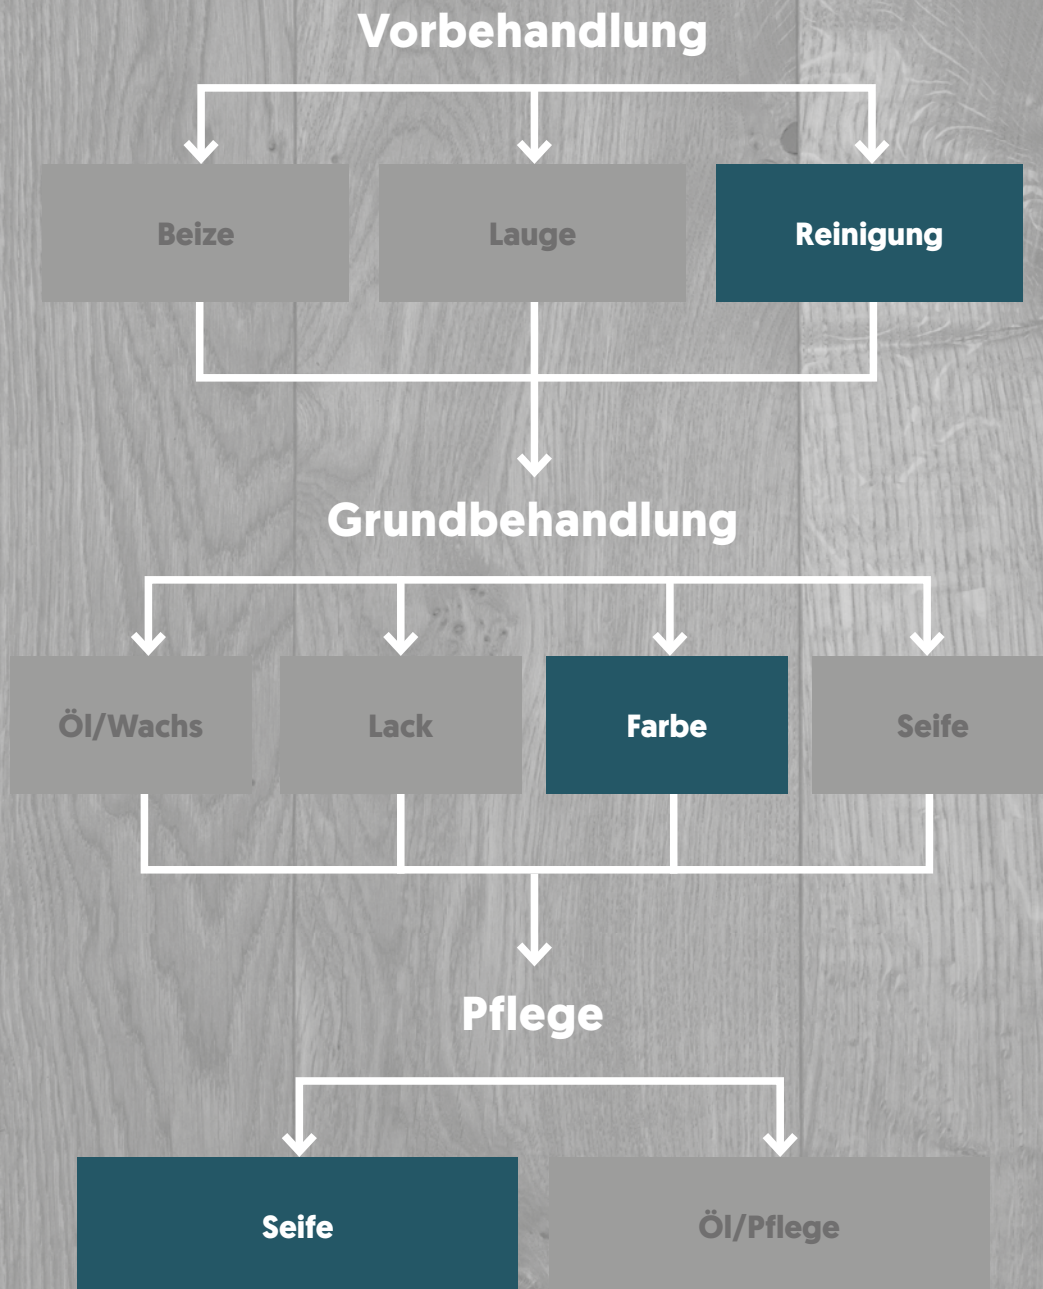 Vorbehandlung
Beize
Lauge
Reinigung
Grundbehandlung
Öl/Wachs
Lack
Farbe
Seife
Pflege
Seife
Öl/Pflege